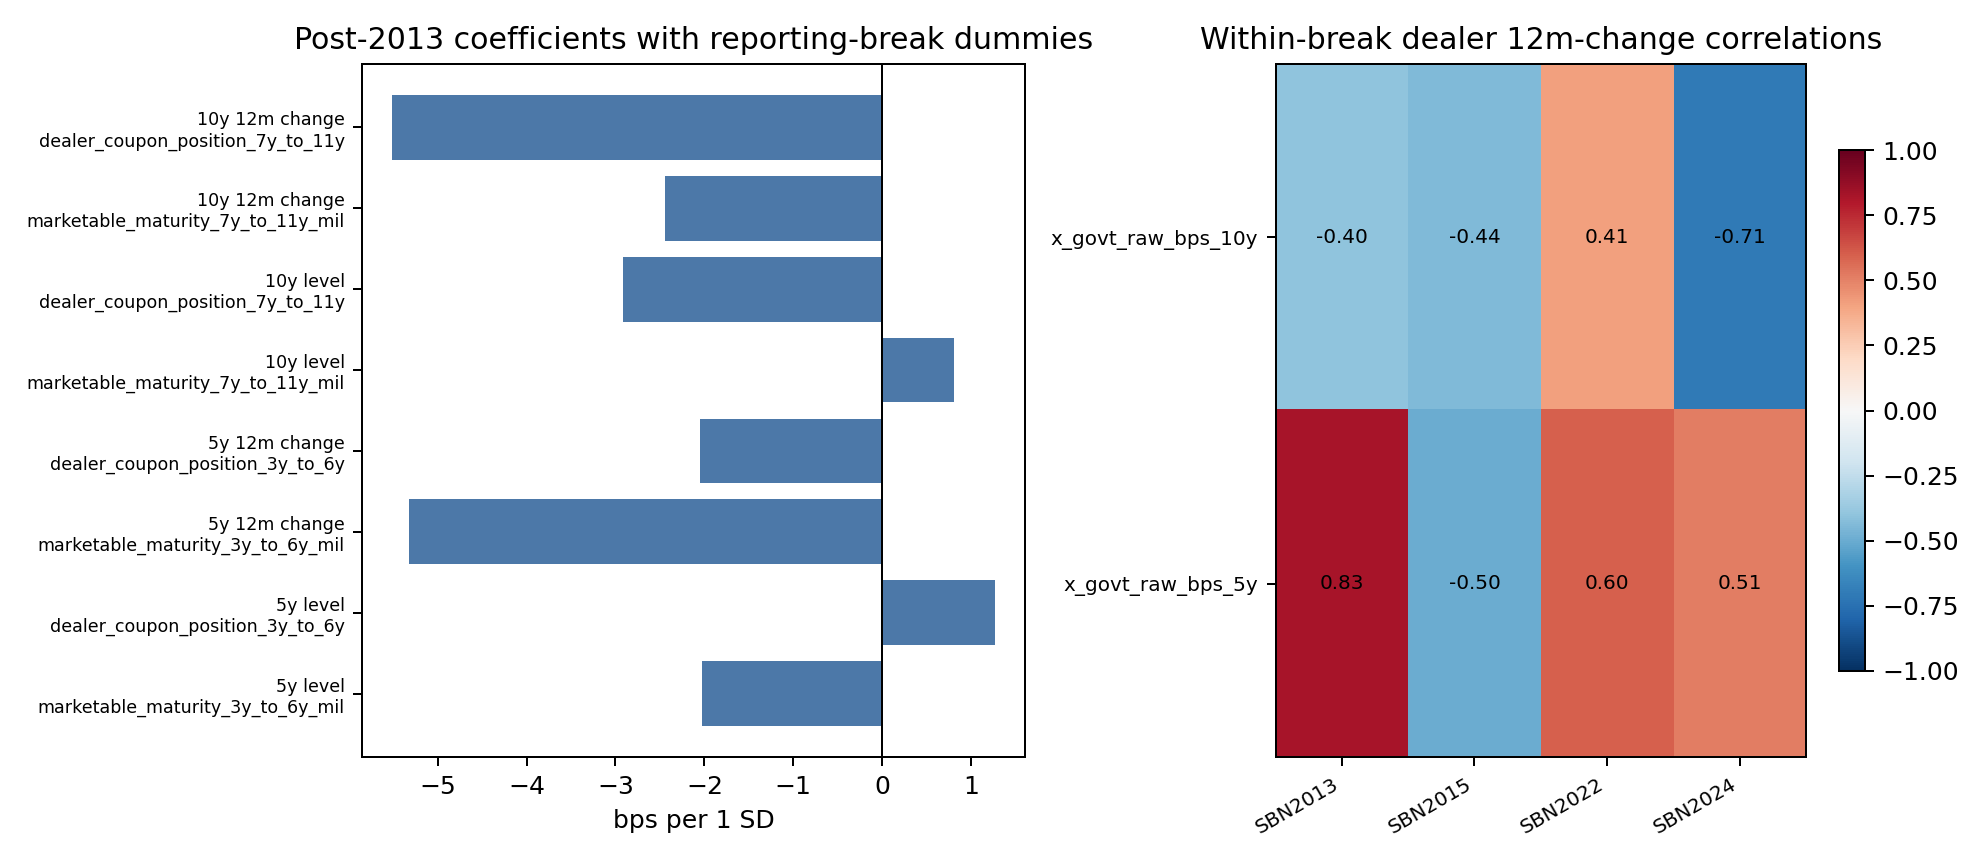 Post-2013 coefficients with reporting-break dummies
10y 12m change
dealer_coupon_position_7y_to_11y
10y 12m change
marketable_maturity_7y_to_11y_mil
10y level
dealer_coupon_position_7y_to_11y
10y level
marketable_maturity_7y_to_11y_mil
5y 12m change
dealer_coupon_position_3y_to_6y
5y 12m change
marketable_maturity_3y_to_6y_mil
5y level
dealer_coupon_position_3y_to_6y
5y level
marketable_maturity_3y_to_6y_mil
−5 −4 −3 −2 −1 0 1
bps per 1 SD
Within-break dealer 12m-change correlations
x_govt_raw_bps_10y
-0.40 -0.44 0.41 -0.71
x_govt_raw_bps_5y
0.83 -0.50 0.60 0.51
SBN2013 SBN2015 SBN2022 SBN2024
1.00
0.75
0.50
0.25
0.00
−0.25
−0.50
−0.75
−1.00